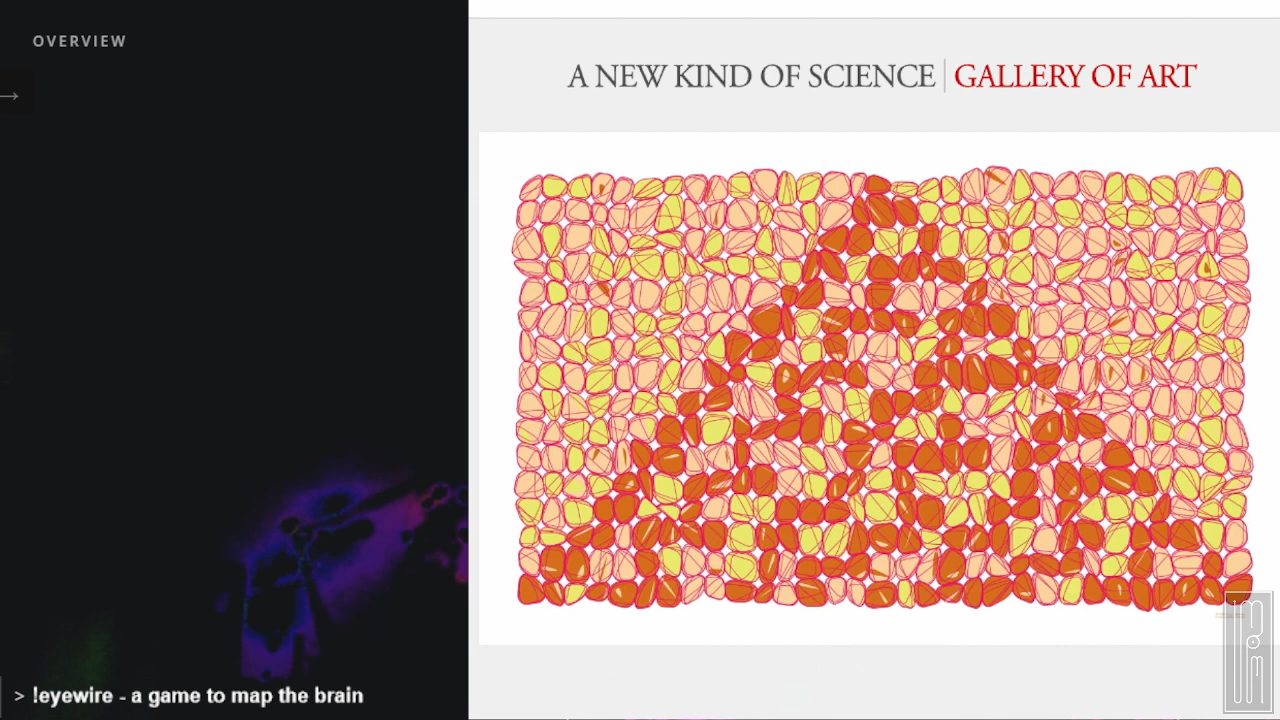 OVERVIEW
A NEW KIND OF SCIENCE | GALLERY OF ART
> !eyewire - a game to map the brain